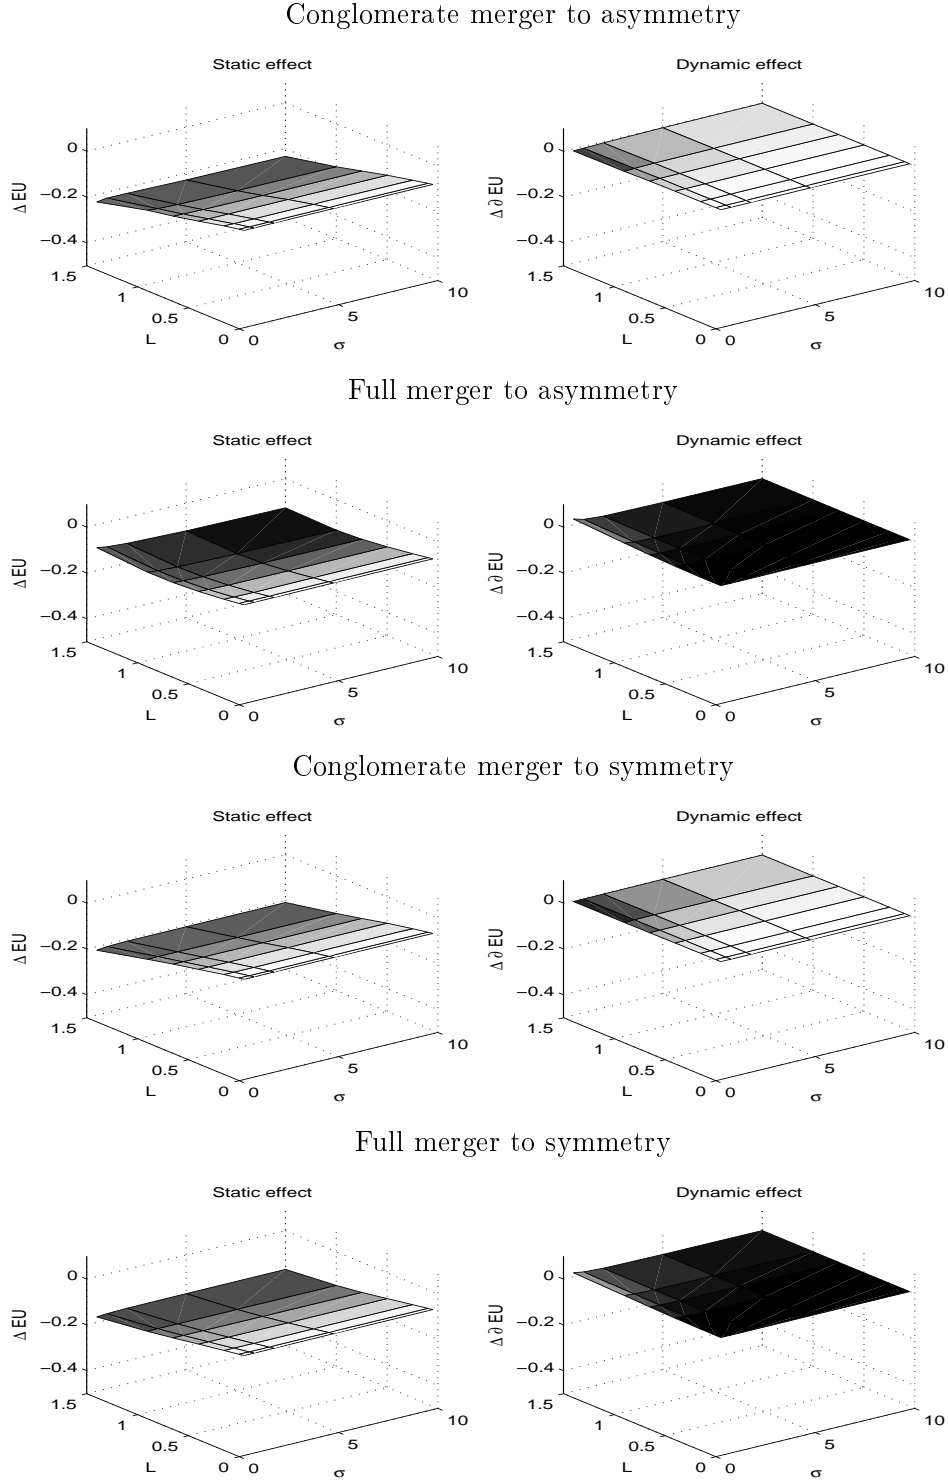 Conglomerate merger to asymmetry
Static effect
Dynamic effect
0
−0.2
−0.4
Δ EU
1.5
1
0.5
0
L
0
5
10
σ
0
−0.2
−0.4
Δ ∂ EU
1.5
1
0.5
0
L
0
5
10
σ
Full merger to asymmetry
Static effect
Dynamic effect
0
−0.2
−0.4
Δ EU
1.5
1
0.5
0
L
0
5
10
σ
0
−0.2
−0.4
Δ ∂ EU
1.5
1
0.5
0
L
0
5
10
σ
Conglomerate merger to symmetry
Static effect
Dynamic effect
0
−0.2
−0.4
Δ EU
1.5
1
0.5
0
L
0
5
10
σ
0
−0.2
−0.4
Δ ∂ EU
1.5
1
0.5
0
L
0
5
10
σ
Full merger to symmetry
Static effect
Dynamic effect
0
−0.2
−0.4
Δ EU
1.5
1
0.5
0
L
0
5
10
σ
0
−0.2
−0.4
Δ ∂ EU
1.5
1
0.5
0
L
0
5
10
σ